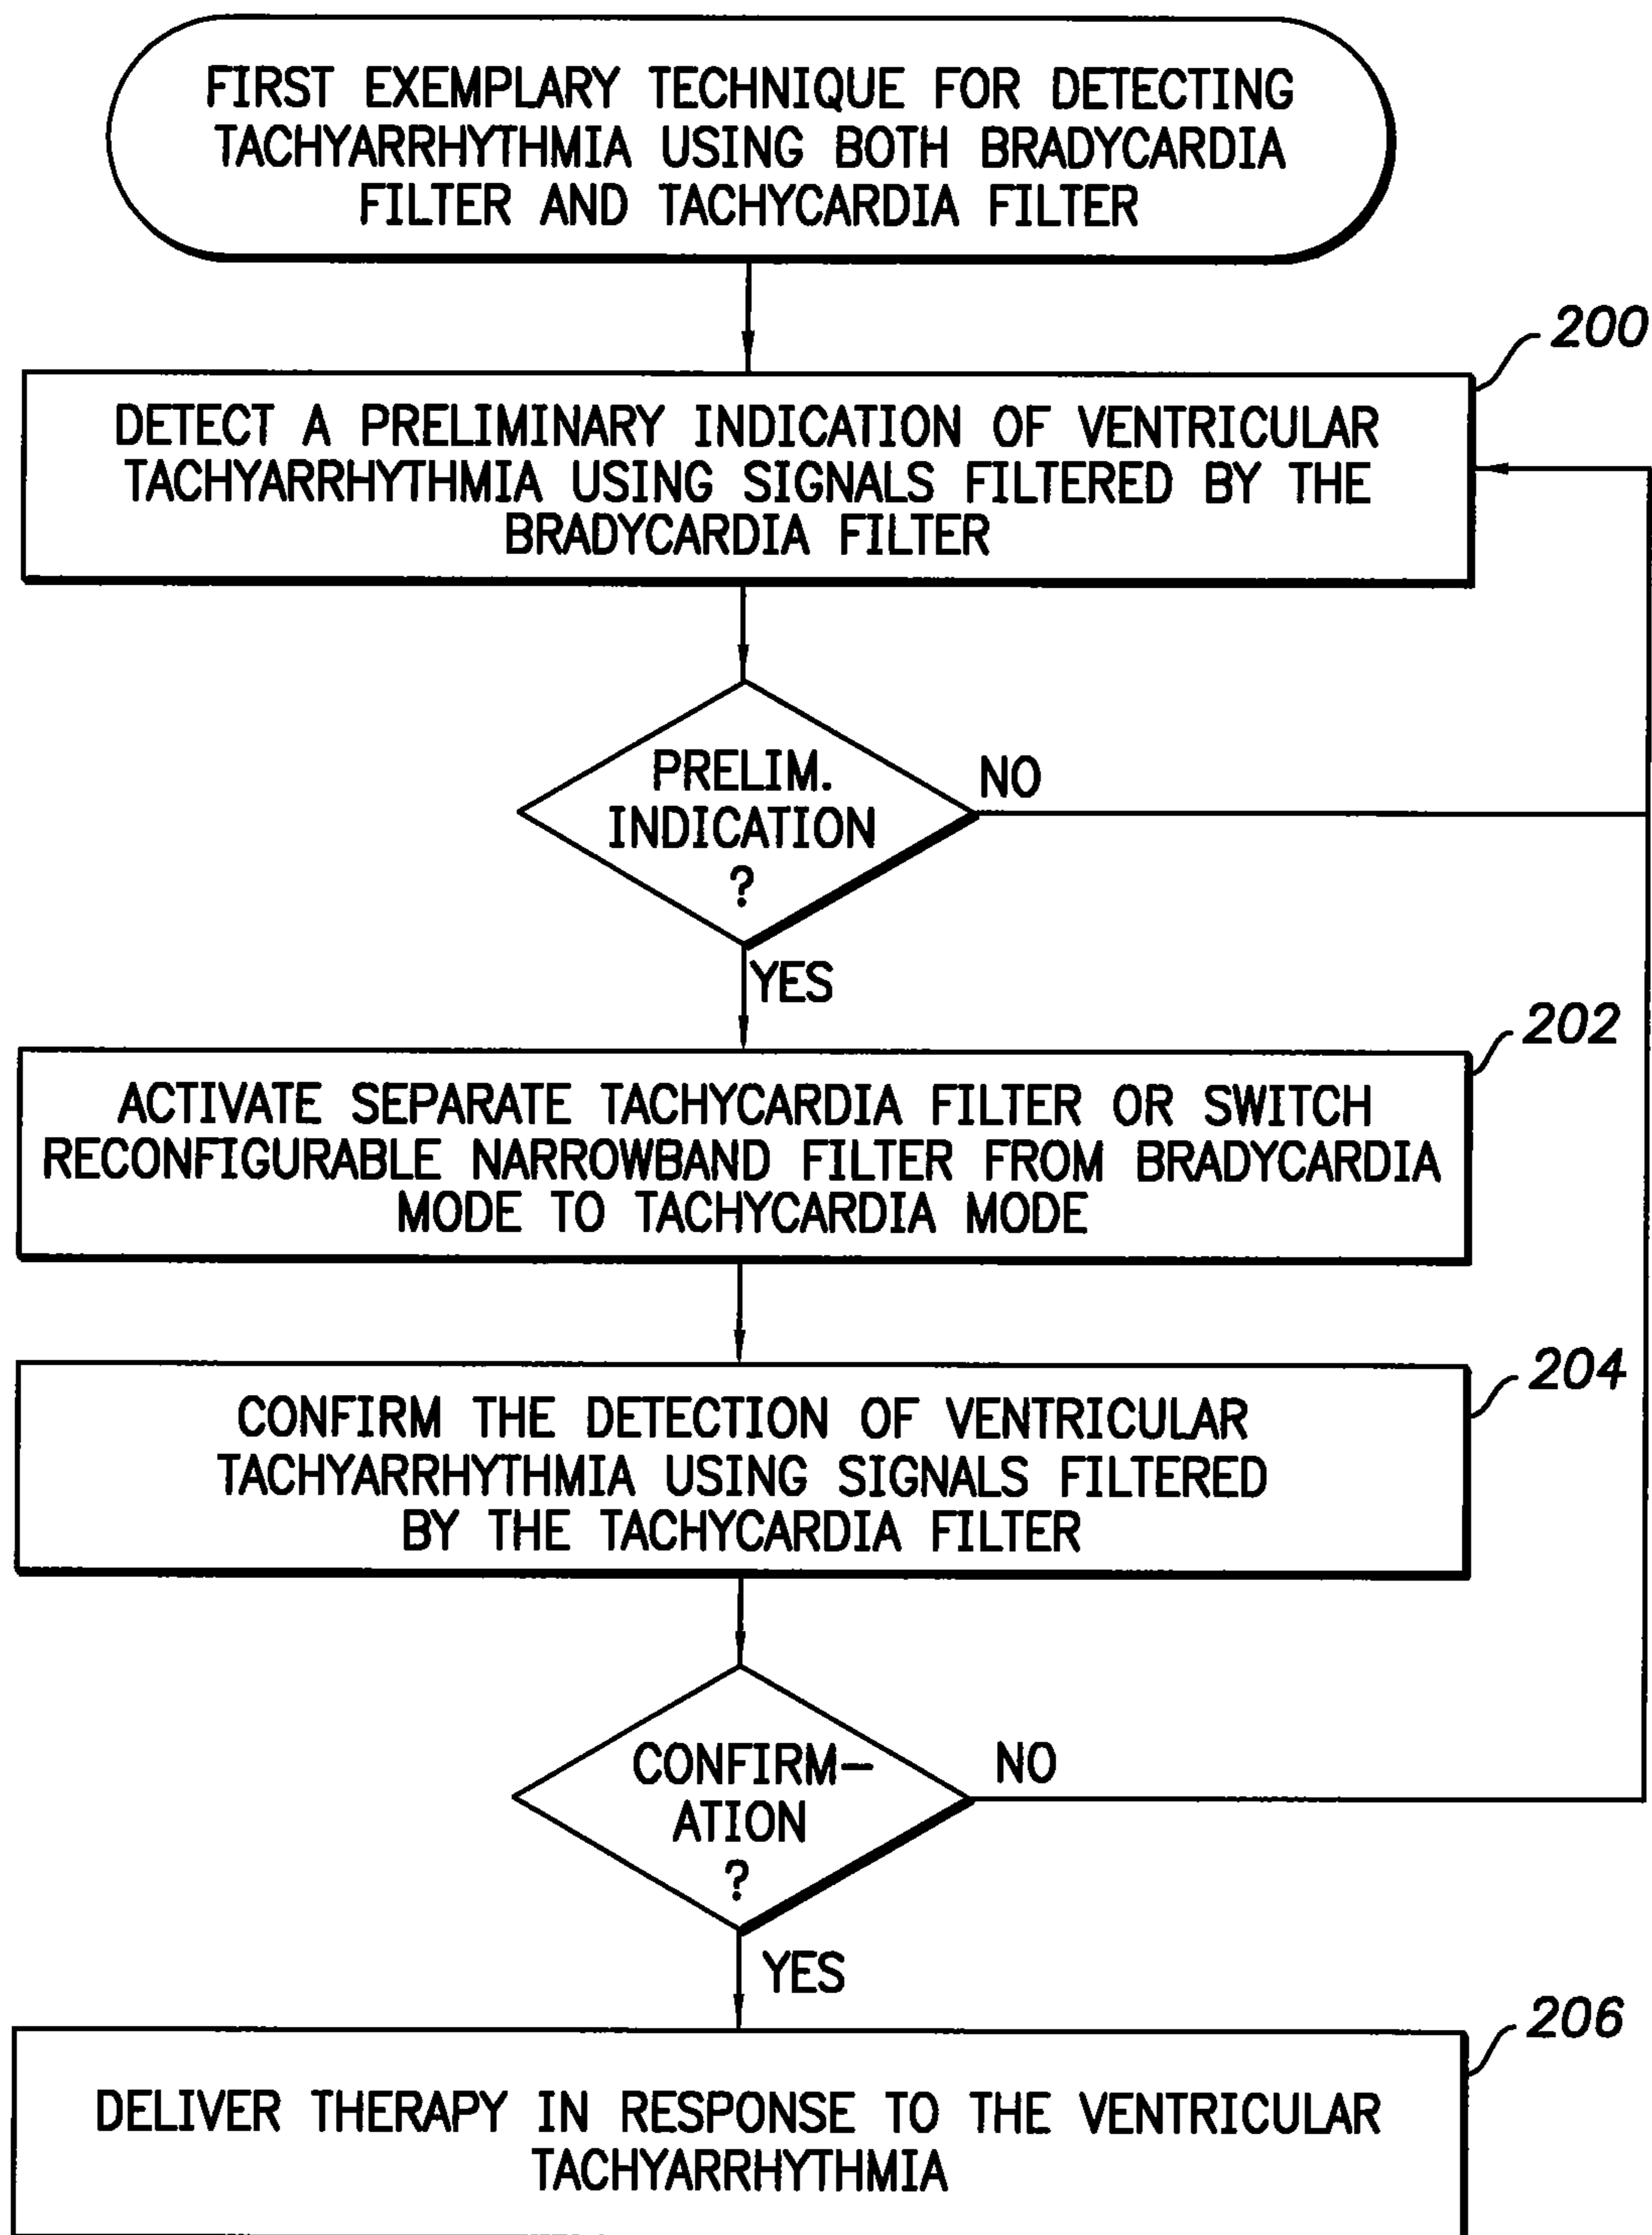 FIRST EXEMPLARY TECHNIQUE FOR DETECTING
TACHYARRHYTHMIA USING BOTH BRADYCARDIA
FILTER AND TACHYCARDIA FILTER
200
DETECT A PRELIMINARY INDICATION OF VENTRICULAR
TACHYARRHYTHMIA USING SIGNALS FILTERED BY THE
BRADYCARDIA FILTER
PRELIM.
INDICATION
?
NO
YES
202
ACTIVATE SEPARATE TACHYCARDIA FILTER OR SWITCH
RECONFIGURABLE NARROWBAND FILTER FROM BRADYCARDIA
MODE TO TACHYCARDIA MODE
204
CONFIRM THE DETECTION OF VENTRICULAR
TACHYARRHYTHMIA USING SIGNALS FILTERED
BY THE TACHYCARDIA FILTER
CONFIRM-
ATION
?
NO
YES
206
DELIVER THERAPY IN RESPONSE TO THE VENTRICULAR
TACHYARRHYTHMIA